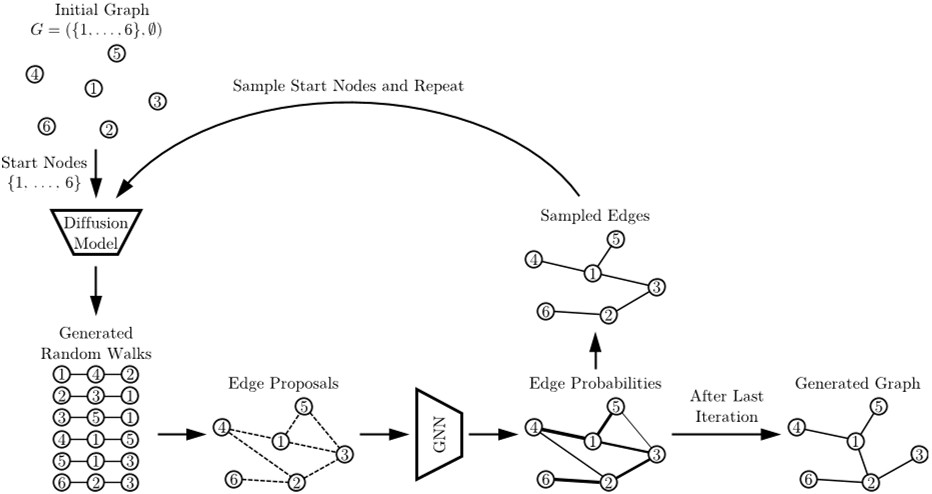 Initial Graph
G = ({1. . . . . 6}. ∅)
5
4
1
3
6
2
Start Nodes
{1. . . . . 6}
Sample Start Nodes and Repeat
Diffusion
Model
Sampled Edges
5
4
1
3
6
2
Generated
Random Walks
1 4 2
2 3 1
3 5 1
4 1 5
5 1 3
6 2 3
Edge Proposals
5
4
1
3
6
2
GNN
Edge Probabilities
5
4
1
3
6
2
After Last
Iteration
Generated Graph
5
4
1
3
6
2